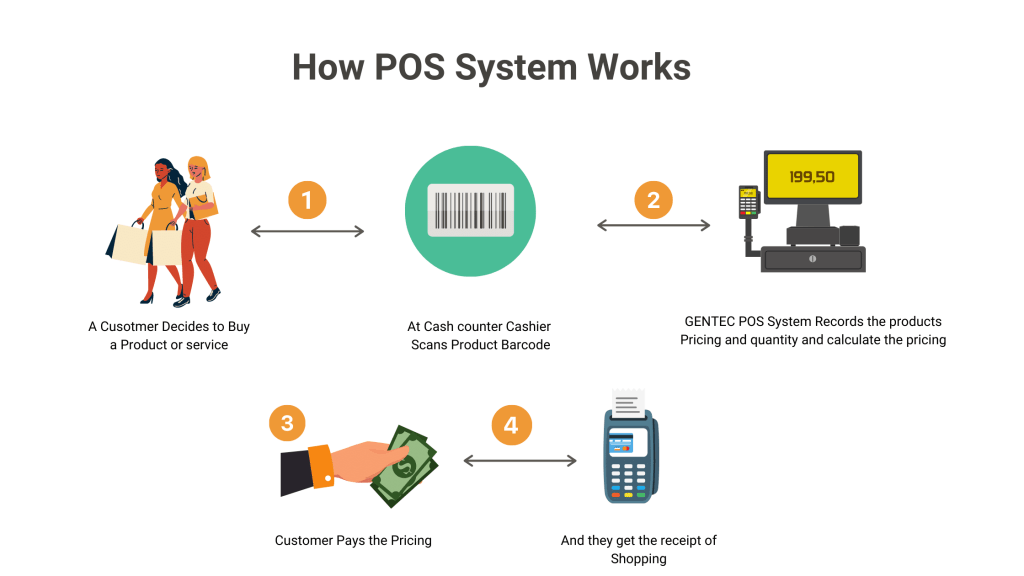 How POS System Works
1
2
199,50
A Cusotmer Decides to Buy
a Product or service
At Cash counter Cashier
Scans Product Barcode
GENTEC POS System Records the products
Pricing and quantity and calculate the pricing
3
4
Customer Pays the Pricing
And they get the receipt of
Shopping